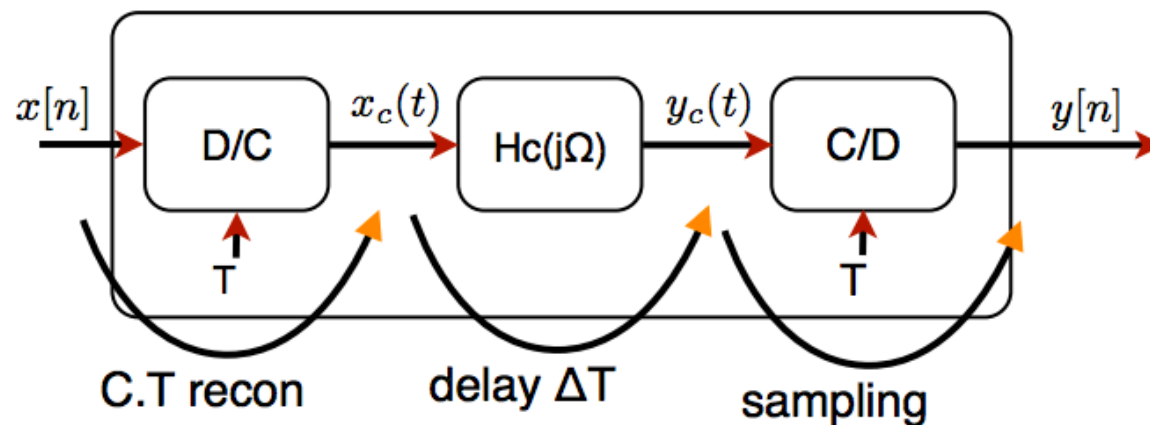 x[n]
D/C
x_c(t)
Hc(jΩ)
y_c(t)
C/D
y[n]
T
T
C.T recon
delay ΔT
sampling